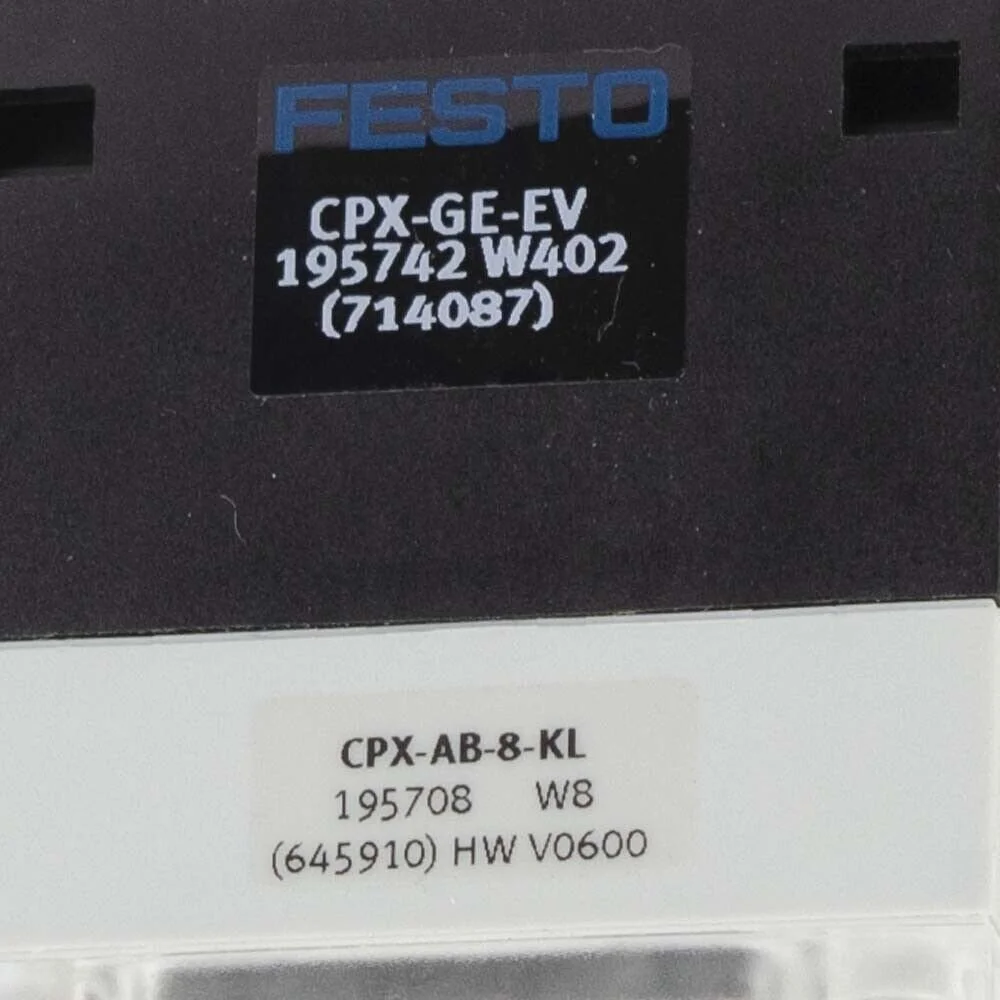 FESTO
CPX-GE-EV
195742 W402
(714087)
CPX-AB-8-KL
195708 W8
(645910) HW V0600